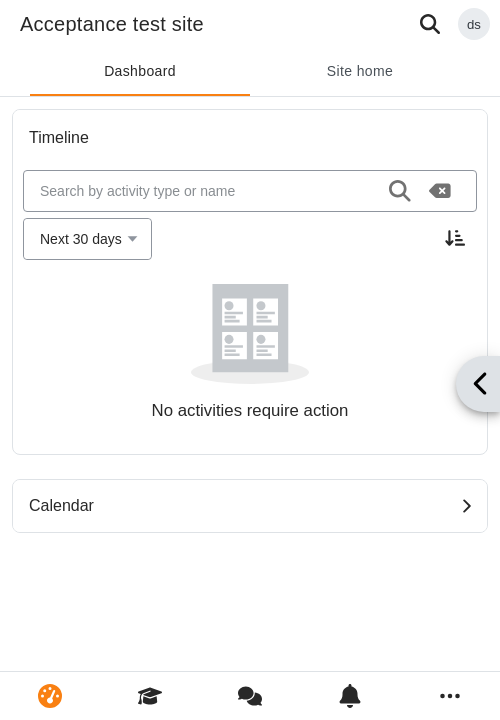 Acceptance test site
ds
Dashboard
Site home
Timeline
Search by activity type or name
Next 30 days
No activities require action
Calendar